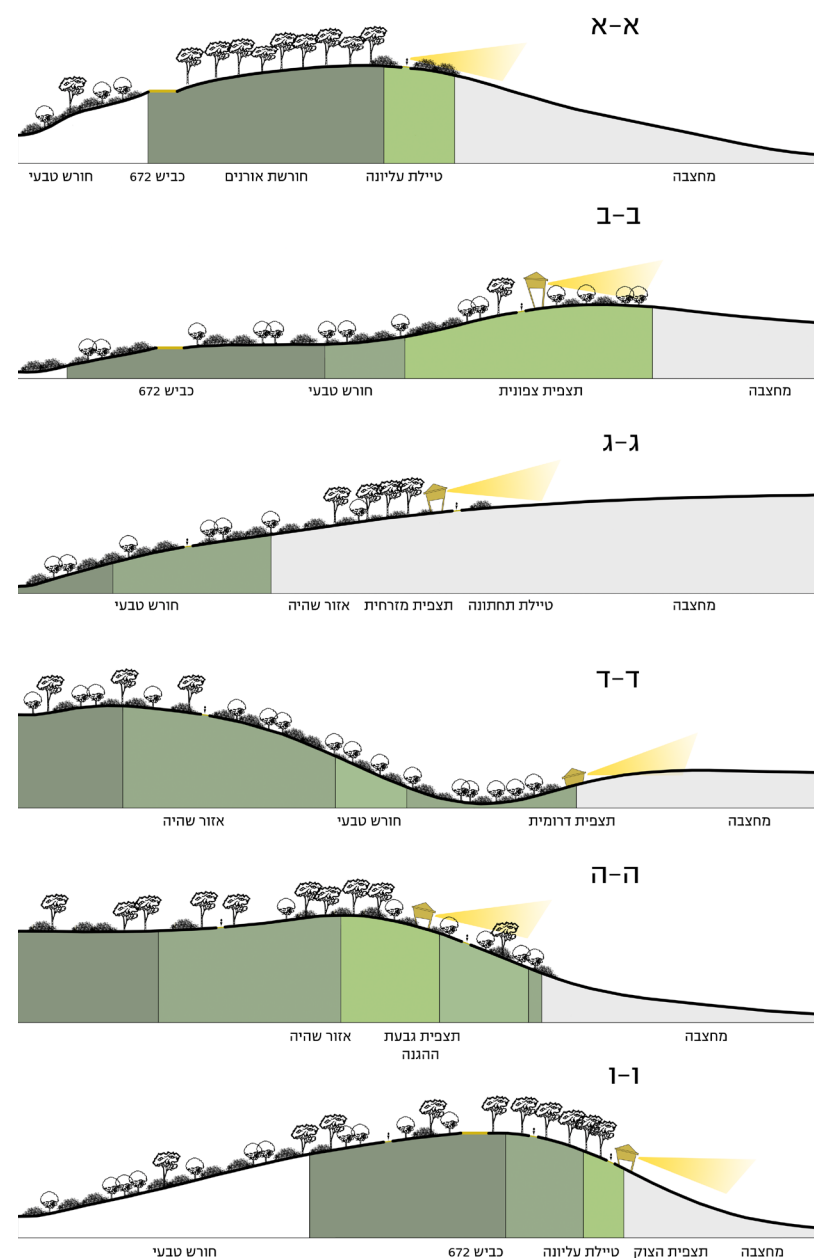 א-א
מחצבה טיילת עליונה חורשת אורנים כביש 672 חורש טבעי
ב-ב
מחצבה תצפית צפונית חורש טבעי כביש 672
ג-ג
מחצבה טיילת תחתונה תצפית מזרחית אזור שהיה חורש טבעי
ד-ד
מחצבה תצפית דרומית חורש טבעי אזור שהיה
ה-ה
מחצבה תצפית גבעת אזור שהיה
ההגנה
ו-ו
מחצבה תצפית הצוק טיילת עליונה כביש 672 חורש טבעי